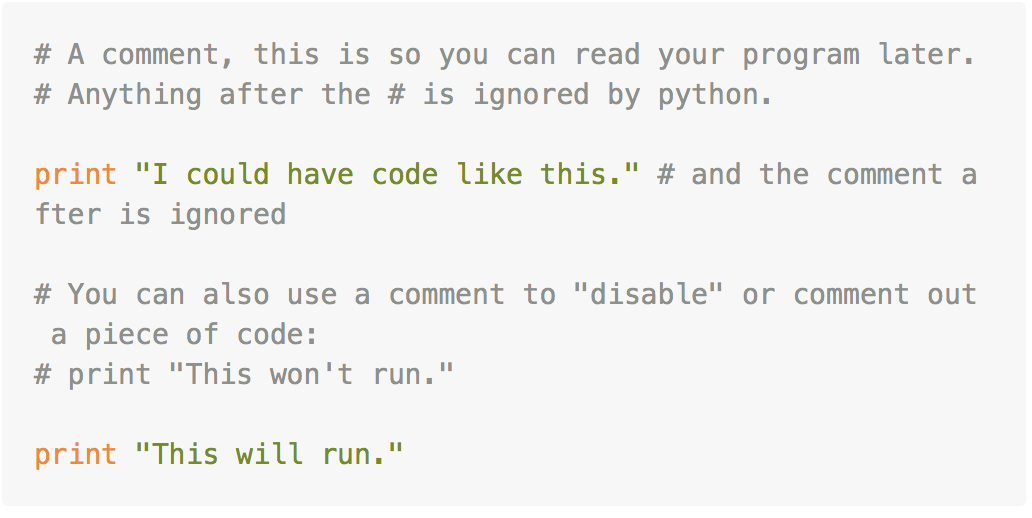 # A comment, this is so you can read your program later.
# Anything after the # is ignored by python.
print "I could have code like this." # and the comment a
fter is ignored
# You can also use a comment to "disable" or comment out
 a piece of code:
# print "This won't run."
print "This will run."